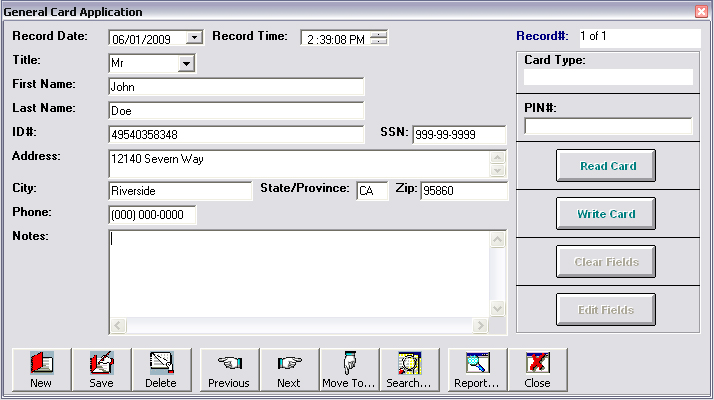 General Card Application
Record Date: 06/01/2009 Record Time: 2 :39:08 PM Record#: 1 of 1
Title: Mr
Card Type:
First Name: John
Last Name: Doe
PIN#:
ID#: 49540358348 SSN: 999-99-9999
Address: 12140 Severn Way
Read Card
City: Riverside State/Province: CA Zip: 95860
Phone: (000) 000-0000
Write Card
Notes:
Clear Fields
Edit Fields
New Save Delete Previous Next Move To... Search... Report... Close